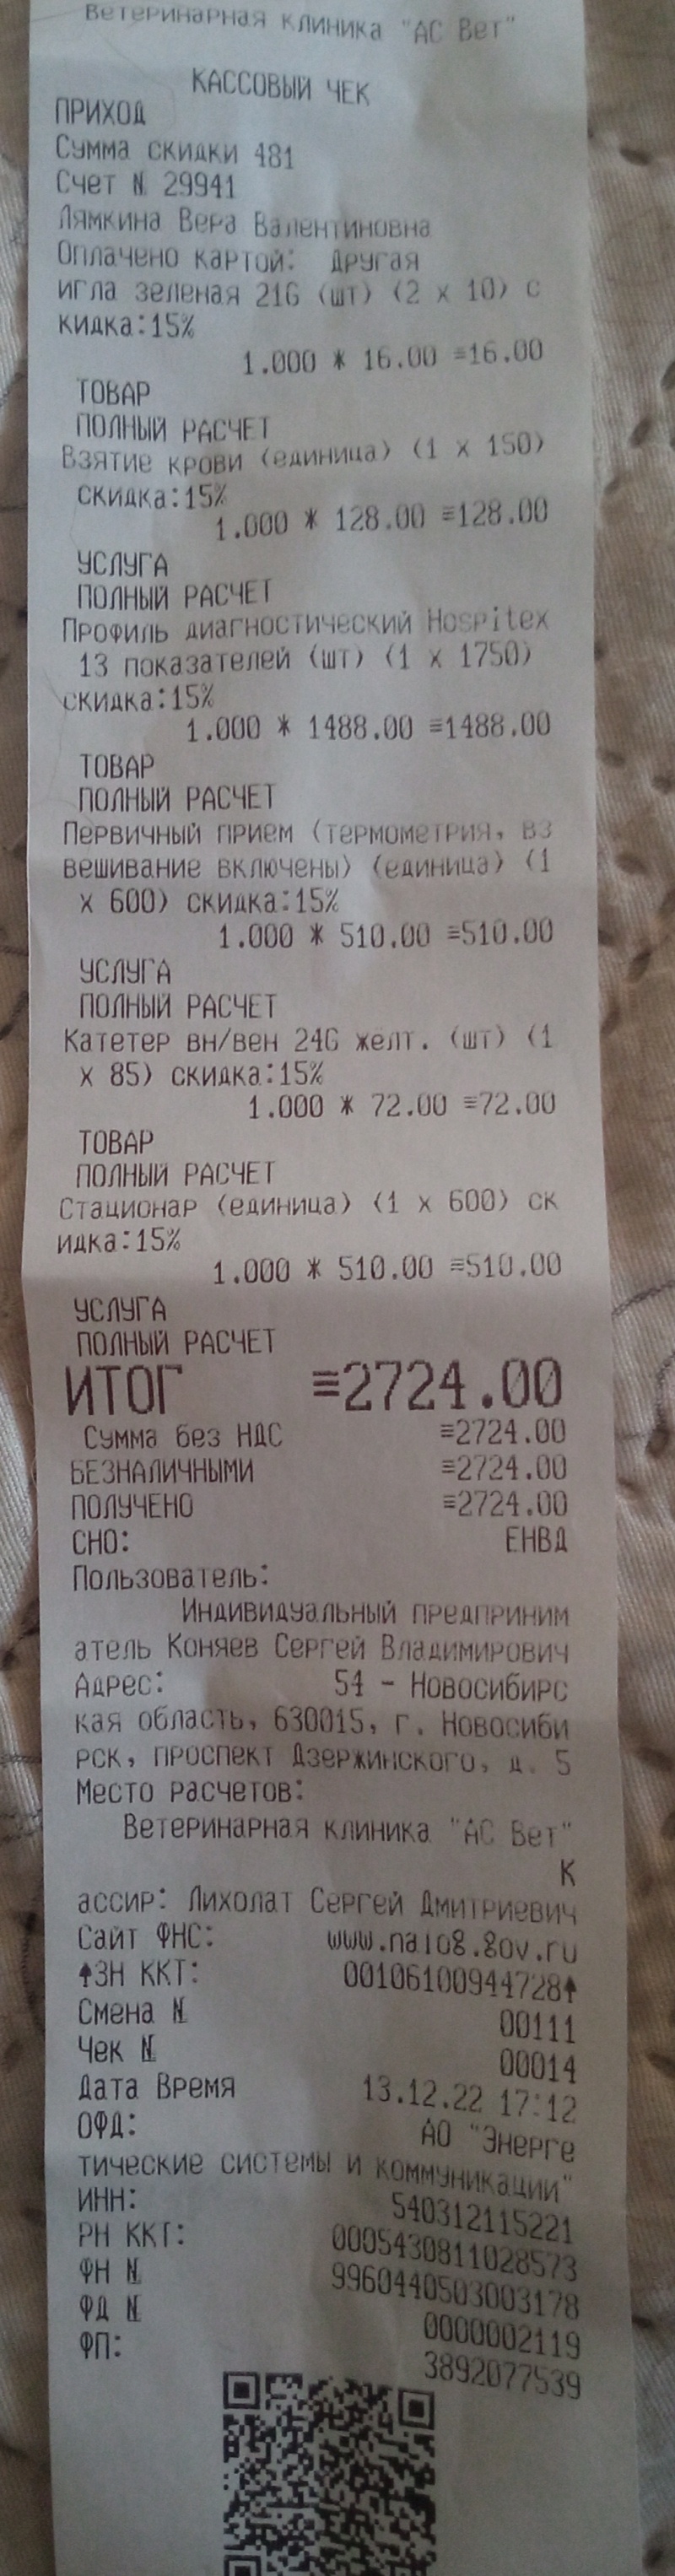 Ветеринарная клиника "АС Вет"
КАССОВЫЙ ЧЕК
ПРИХОД
Сумма скидки 481
Счет № 29941
Лямкина Вера Валентиновна
Оплачено картой: Другая
игла зеленая 21G (шт) (2 x 10) с
кидка:15%
1.000 * 16.00 ≡16.00
ТОВАР
ПОЛНЫЙ РАСЧЕТ
Взятие крови (единица) (1 x 150)
скидка:15%
1.000 * 128.00 ≡128.00
УСЛУГА
ПОЛНЫЙ РАСЧЕТ
Профиль диагностический Hospitex
13 показателей (шт) (1 x 1750)
скидка:15%
1.000 * 1488.00 ≡1488.00
ТОВАР
ПОЛНЫЙ РАСЧЕТ
Первичный прием (термометрия, вз
вешивание включены) (единица) (1
x 600) скидка:15%
1.000 * 510.00 ≡510.00
УСЛУГА
ПОЛНЫЙ РАСЧЕТ
Катетер вн/вен 24G желт. (шт) (1
x 85) скидка:15%
1.000 * 72.00 ≡72.00
ТОВАР
ПОЛНЫЙ РАСЧЕТ
Стационар (единица) (1 x 600) ск
идка:15%
1.000 * 510.00 ≡510.00
УСЛУГА
ПОЛНЫЙ РАСЧЕТ
ИТОГ ≡2724.00
Сумма без НДС ≡2724.00
БЕЗНАЛИЧНЫМИ ≡2724.00
ПОЛУЧЕНО ≡2724.00
СНО: ЕНВД
Пользователь:
Индивидуальный предприним
атель Коняев Сергей Владимирович
Адрес: 54 - Новосибирс
кая область, 630015, г. Новосиби
рск, проспект Дзержинского, д. 5
Место расчетов:
Ветеринарная клиника "АС Вет"
К
ассир: Лихолат Сергей Дмитриевич
Сайт ФНС: www.nalog.gov.ru
↑ЗН ККТ: 00106100944728↑
Смена № 00111
Чек № 00014
Дата Время 13.12.22 17:12
ОФД: АО "Энерге
тические системы и коммуникации"
ИНН: 540312115221
РН ККТ: 0005430811028573
ФН № 9960440503003178
ФД № 0000002119
ФП: 3892077539